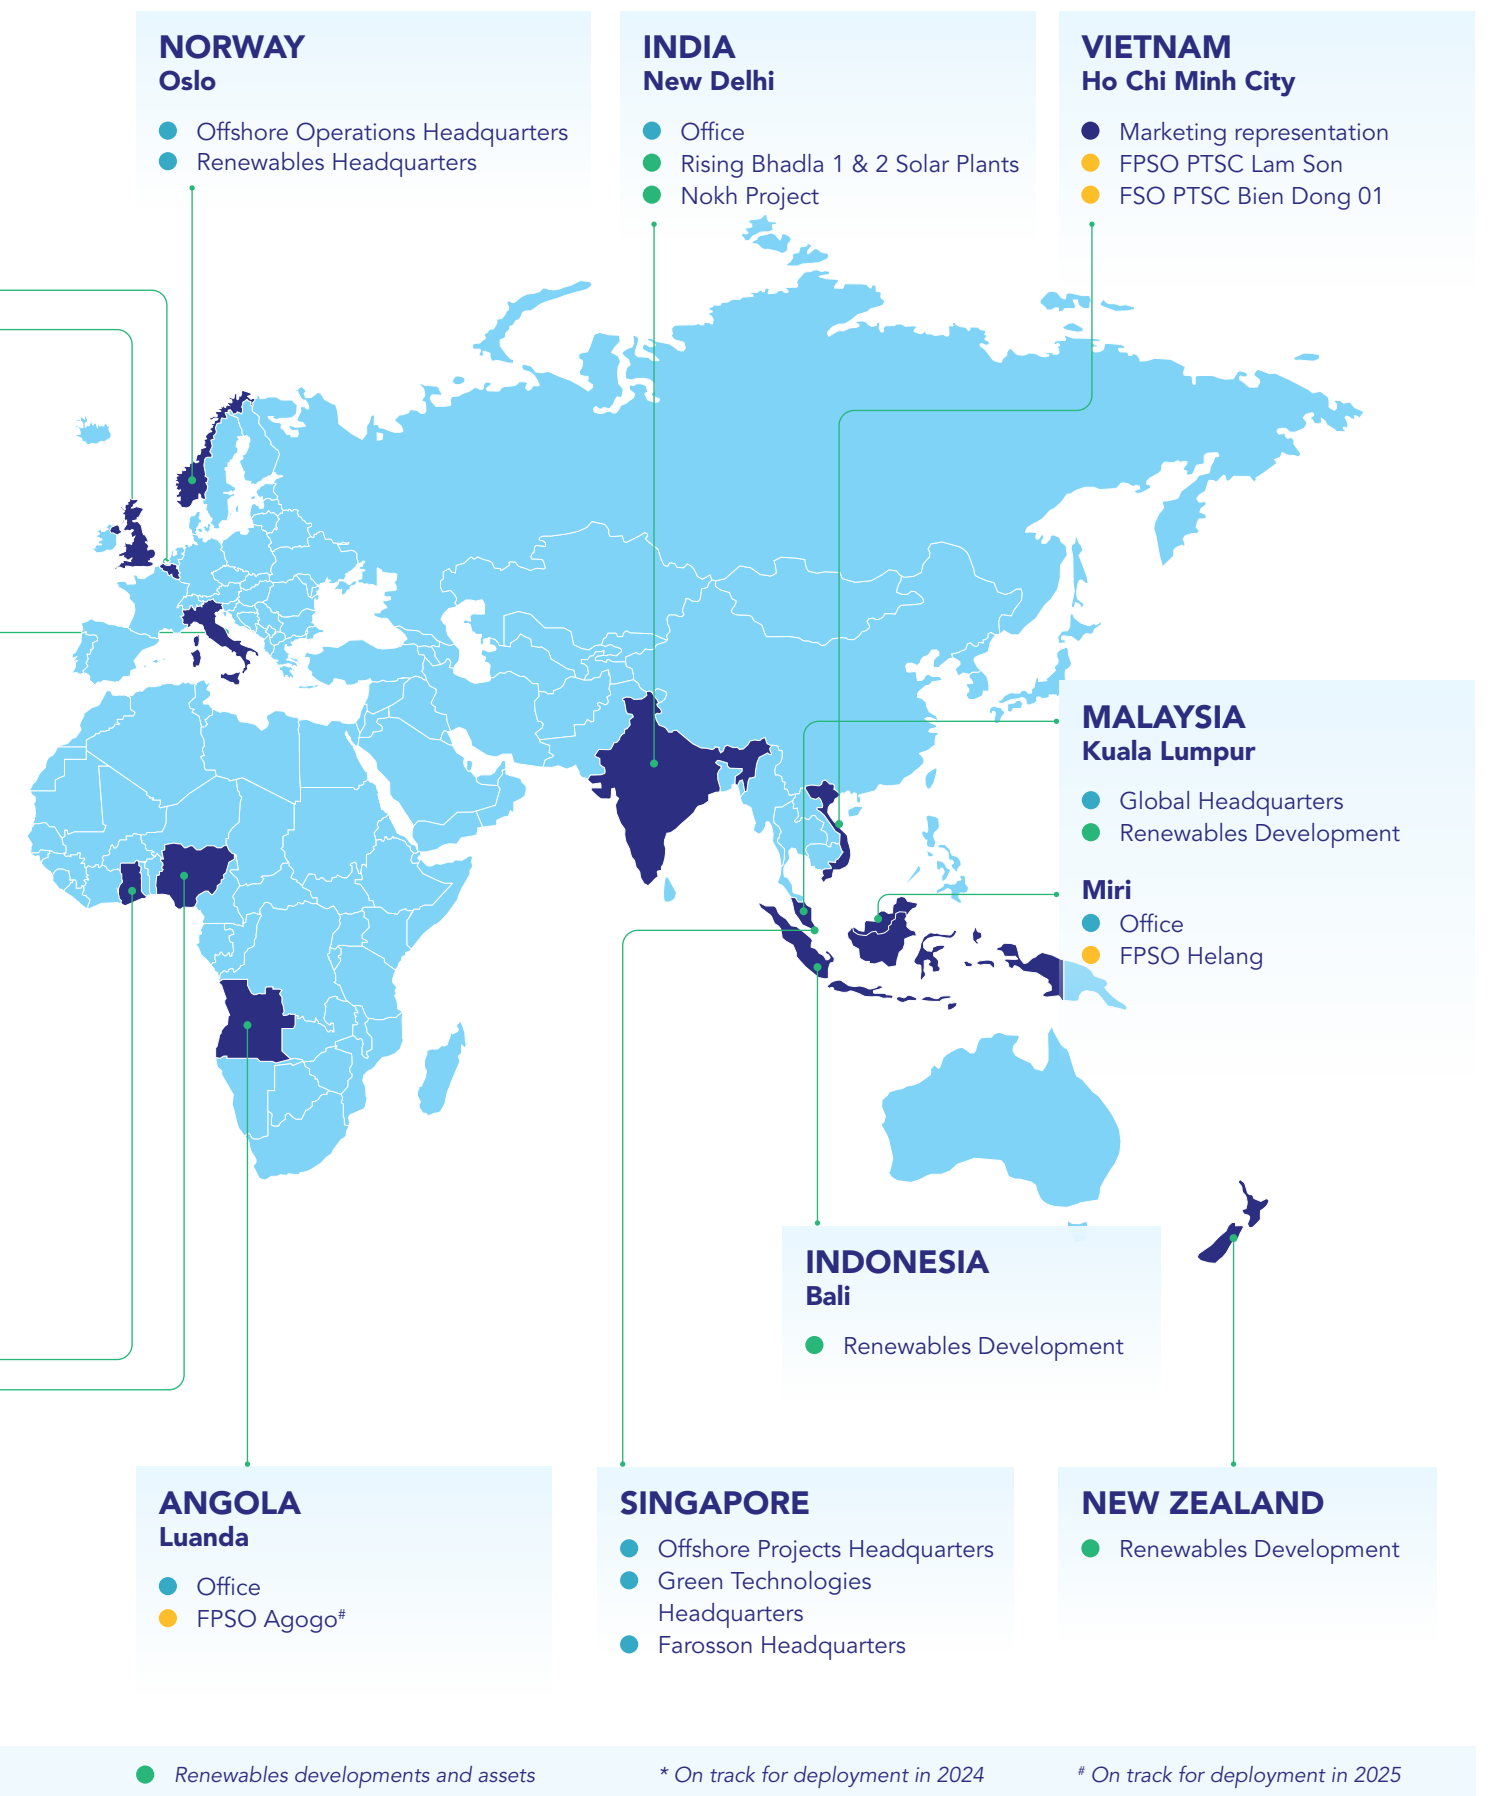 NORWAY
Oslo
Offshore Operations Headquarters
Renewables Headquarters
INDIA
New Delhi
Office
Rising Bhadla 1 & 2 Solar Plants
Nokh Project
VIETNAM
Ho Chi Minh City
Marketing representation
FPSO PTSC Lam Son
FSO PTSC Bien Dong 01
MALAYSIA
Kuala Lumpur
Global Headquarters
Renewables Development
Miri
Office
FPSO Helang
INDONESIA
Bali
Renewables Development
ANGOLA
Luanda
Office
FPSO Agogo#
SINGAPORE
Offshore Projects Headquarters
Green Technologies
Headquarters
Farosson Headquarters
NEW ZEALAND
Renewables Development
Renewables developments and assets
* On track for deployment in 2024
# On track for deployment in 2025